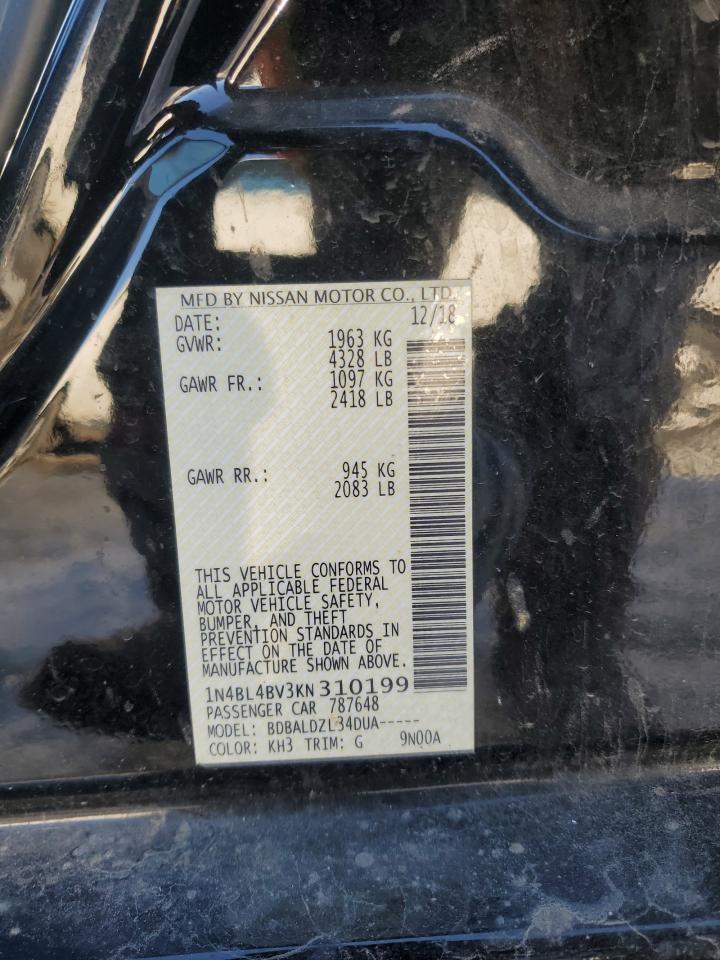 MFD BY NISSAN MOTOR CO., LTD.
DATE: 12/18
GVWR: 1963 KG
4328 LB
GAWR FR.: 1097 KG
2418 LB
GAWR RR.: 945 KG
2083 LB
THIS VEHICLE CONFORMS TO
ALL APPLICABLE FEDERAL
MOTOR VEHICLE SAFETY,
BUMPER, AND THEFT
PREVENTION STANDARDS IN
EFFECT ON THE DATE OF
MANUFACTURE SHOWN ABOVE.
1N4BL4BV3KN310199
PASSENGER CAR 787648
MODEL: BDBALDZL34DUA-----
COLOR: KH3 TRIM: G 9N00A